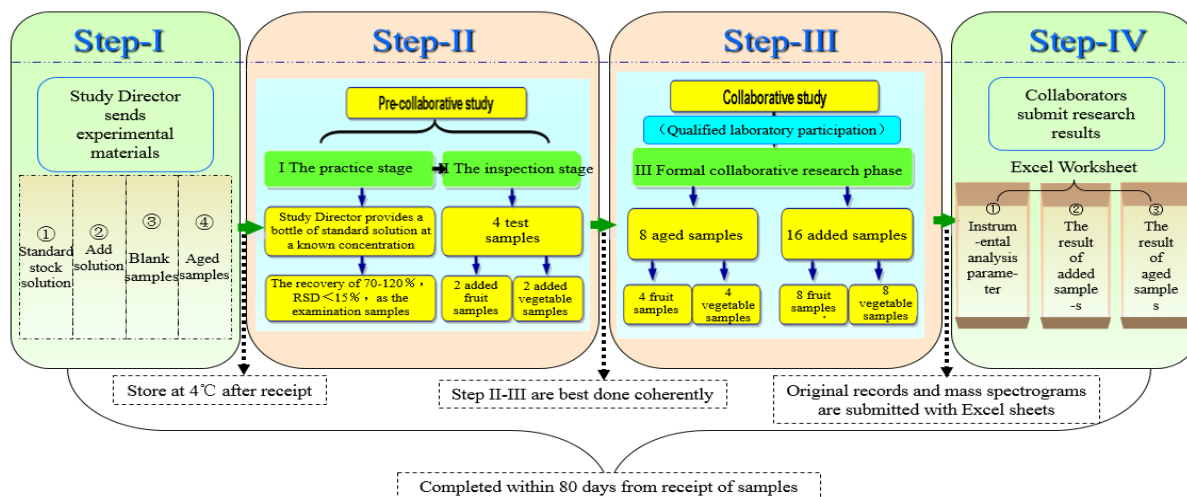 Step-I
Study Director
sends
experimental
materials
①
Standard
stock
solution
②
Add
solution
③
Blank
samples
④
Aged
samples
Step-II
Pre-collaborative study
I The practice stage
II The inspection stage
Study Director provides a
bottle of standard solution at
a known concentration
4 test
samples
The recovery of 70-120%,
RSD<15%, as the
examination samples
2 added
fruit
samples
2 added
vegetable
samples
Step-III
Collaborative study
(Qualified laboratory participation)
III Formal collaborative research phase
8 aged samples
16 added samples
4 fruit
samples
4
vegetable
samples
8 fruit
samples
8
vegetable
samples
Step-IV
Collaborators
submit research
results
Excel Worksheet
①
Instrum
-ental
analysis
parame-
ter
②
The
result
of
added
sample
-s
③
The
result
of
aged
sample
s
Store at 4℃ after receipt
Step II-III are best done coherently
Original records and mass spectrograms
are submitted with Excel sheets
Completed within 80 days from receipt of samples